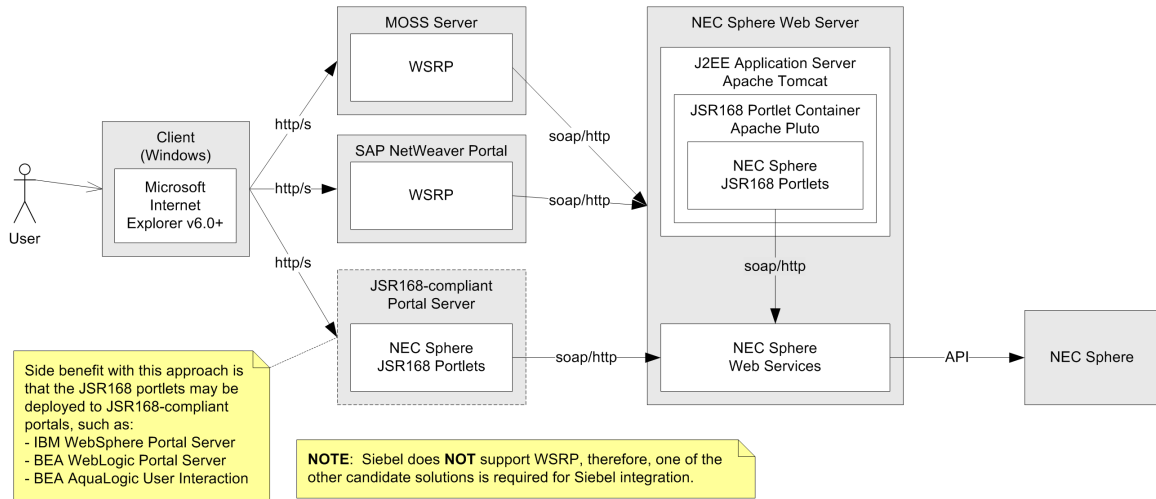 User
Client
(Windows)
Microsoft
Internet
Explorer v6.0+
http/s
http/s
http/s
MOSS Server
WSRP
SAP NetWeaver Portal
WSRP
JSR168-compliant
Portal Server
NEC Sphere
JSR168 Portlets
soap/http
soap/http
soap/http
NEC Sphere Web Server
J2EE Application Server
Apache Tomcat
JSR168 Portlet Container
Apache Pluto
NEC Sphere
JSR168 Portlets
soap/http
NEC Sphere
Web Services
API
NEC Sphere
Side benefit with this approach is
that the JSR168 portlets may be
deployed to JSR168-compliant
portals, such as:
- IBM WebSphere Portal Server
- BEA WebLogic Portal Server
- BEA AquaLogic User Interaction
NOTE:  Siebel does NOT support WSRP, therefore, one of the
other candidate solutions is required for Siebel integration.